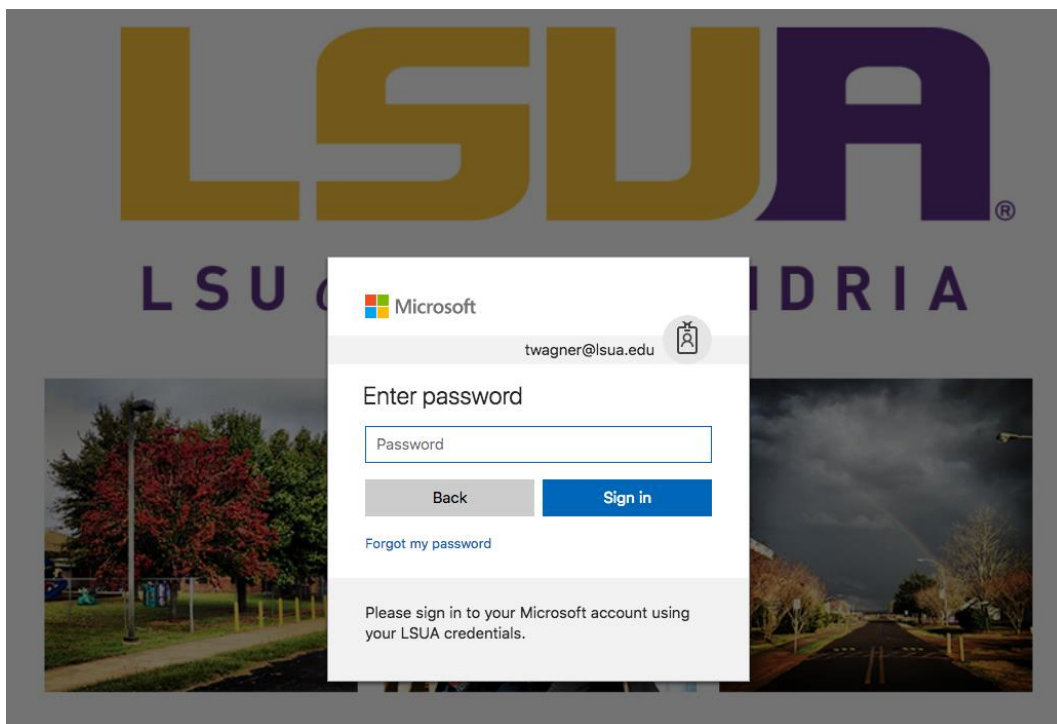 LSUA®
LSU
IDRIA
Microsoft
twagner@lsua.edu
Enter password
Password
Back
Sign in
Forgot my password
Please sign in to your Microsoft account using
your LSUA credentials.